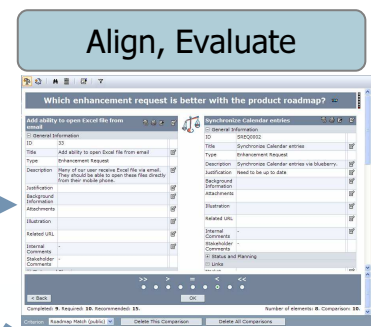 Align, Evaluate
Which enhancement request is better with the product roadmap?
Add ability to open Excel file from email
General Information
ID 33
Title Add ability to open Excel file from email
Type Enhancement Request
Description Many of our user receive Excel file via email. They should be able to open these files directly from their mobile phone.
Justification
Background Information
Attachments
Illustration
Related URL
Internal Comments -
Stakeholder Comments -
Synchronize Calendar entries
General Information
ID SREQ0002
Title Synchronize Calendar entries
Type Enhancement Request
Description Synchronize Calendar entries via blueberry.
Justification Need to be up to date
Background Information
Attachments
Illustration
Related URL
Internal Comments -
Stakeholder Comments -
Status and Planning
Links
>> > = < <<
< Back
OK
Completed: 9. Required: 10. Recommended: 15.
Number of elements: 8. Comparison: 10.
Criterion: Roadmap Match (public)
Delete This Comparison
Delete All Comparisons